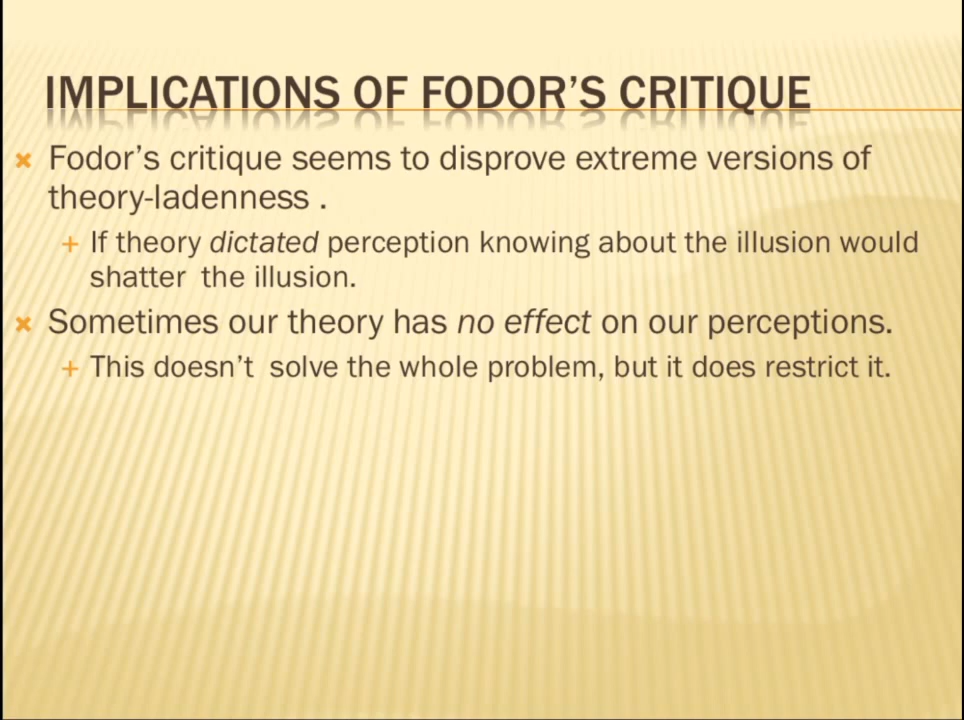 IMPLICATIONS OF FODOR'S CRITIQUE
Fodor's critique seems to disprove extreme versions of
theory-ladenness .
If theory dictated perception knowing about the illusion would
shatter  the illusion.
Sometimes our theory has no effect on our perceptions.
This doesn't  solve the whole problem, but it does restrict it.